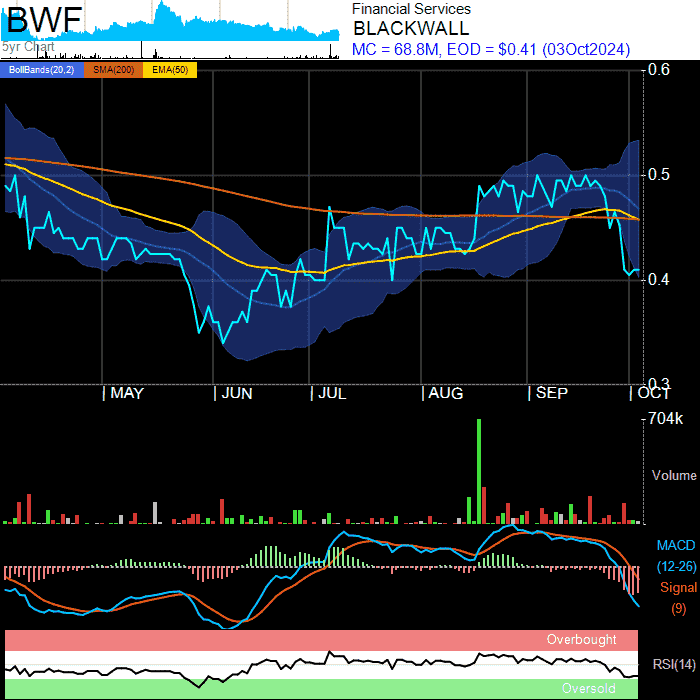 BWF
5yr Chart
Financial Services
BLACKWALL
MC = 68.8M, EOD = $0.41 (03Oct2024)
BollBands(20,2) SMA(200) EMA(50)
0.6
0.5
0.4
0.3
MAY JUN JUL AUG SEP OCT
704k
Volume
MACD
(12-26)
Signal
(9)
Overbought
RSI(14)
Oversold